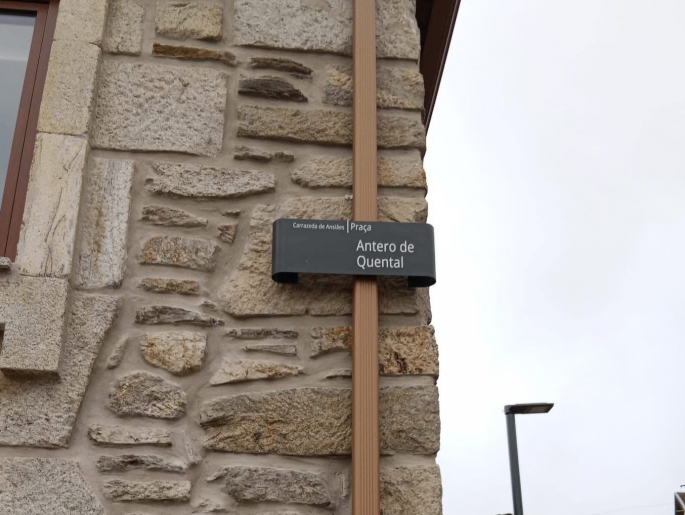 Carrazeda de Ansiães | Praça
Antero de
Quental